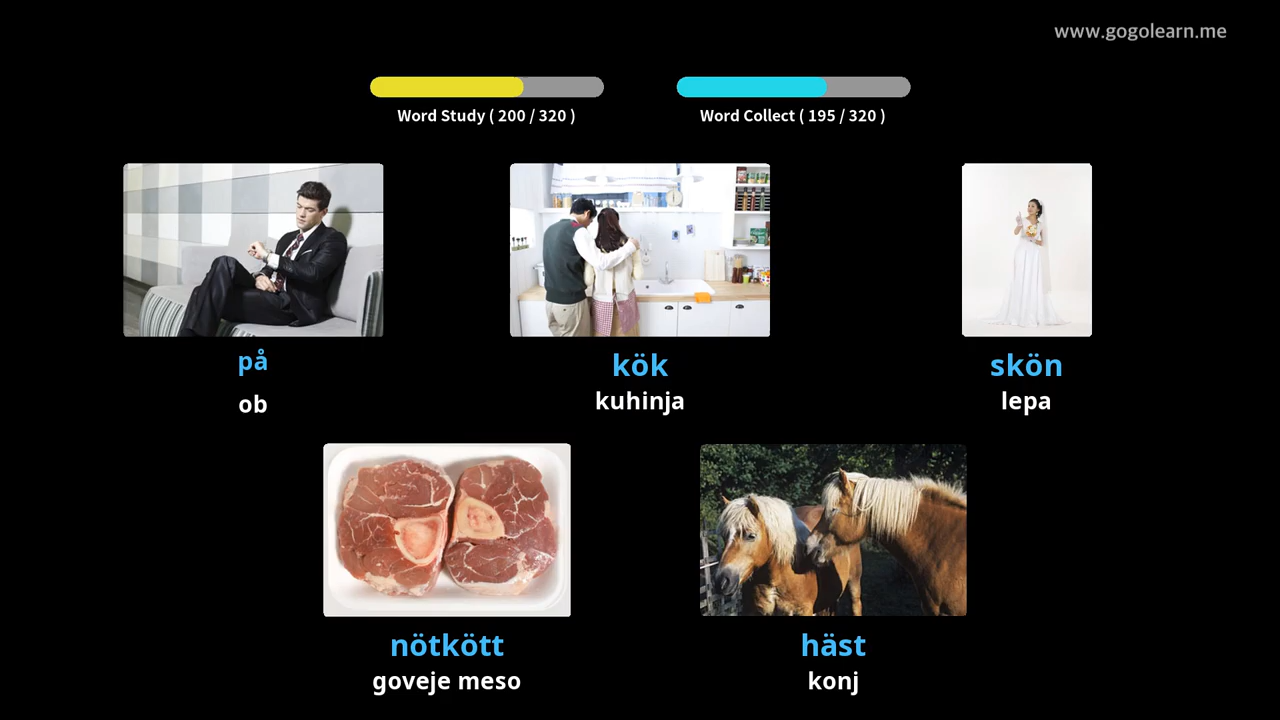 www.gogolearn.me
Word Study ( 200 / 320 )
Word Collect ( 195 / 320 )
på
ob
kök
kuhinja
skön
lepa
nötkött
goveje meso
häst
konj